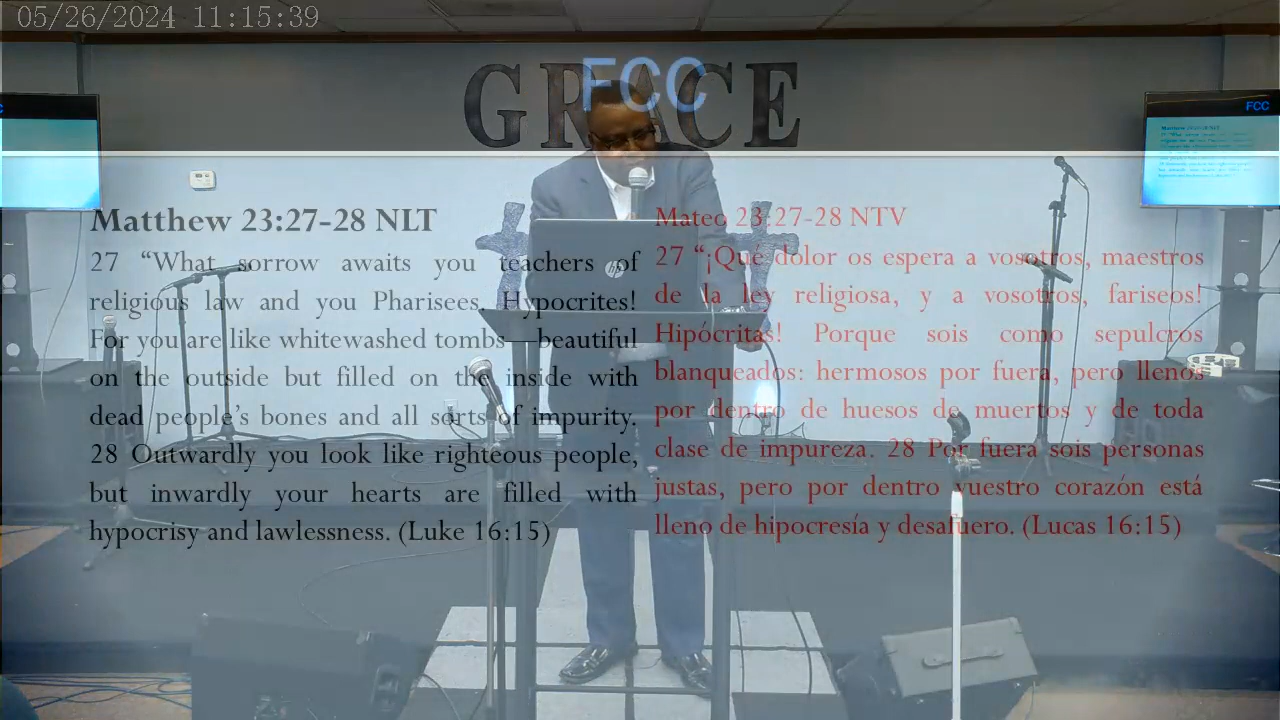 05/26/2024 11:15:39
GRACE
FCC
FCC
Matthew 23:27-28 NLT
27 “What sorrow awaits you teachers of
religious law and you Pharisees. Hypocrites!
For you are like whitewashed tombs—beautiful
on the outside but filled on the inside with
dead people’s bones and all sorts of impurity.
28 Outwardly you look like righteous people,
but inwardly your hearts are filled with
hypocrisy and lawlessness. (Luke 16:15)
Mateo 23:27-28 NTV
27 “¡Qué dolor os espera a vosotros, maestros
de la ley religiosa, y a vosotros, fariseos!
Hipócritas! Porque sois como sepulcros
blanqueados: hermosos por fuera, pero llenos
por dentro de huesos de muertos y de toda
clase de impureza. 28 Por fuera sois personas
justas, pero por dentro vuestro corazón está
lleno de hipocresía y desafuero. (Lucas 16:15)
hp
Matthew 23:27-28 NLT